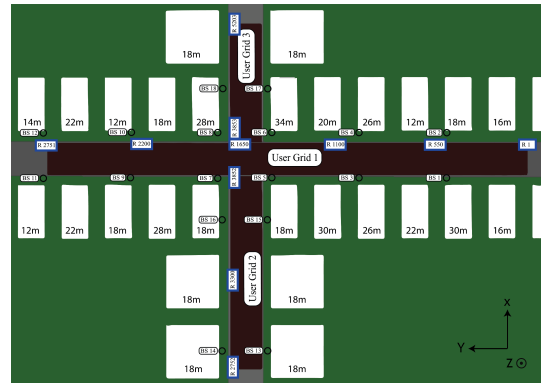 R 5203
User Grid 3
18m
18m
BS 18
BS 17
14m
22m
12m
18m
28m
34m
20m
26m
12m
18m
16m
BS 12
BS 10
BS 8
R 3853
BS 6
BS 4
BS 2
R 2751
R 2200
R 1650
R 1100
R 550
R 1
User Grid 1
R 3852
BS 11
BS 9
BS 7
BS 5
BS 3
BS 1
12m
22m
18m
28m
18m
BS 16
BS 15
18m
30m
26m
22m
30m
16m
User Grid 2
R 3300
18m
18m
BS 14
BS 13
R 2752
18m
18m
X
Y
Z